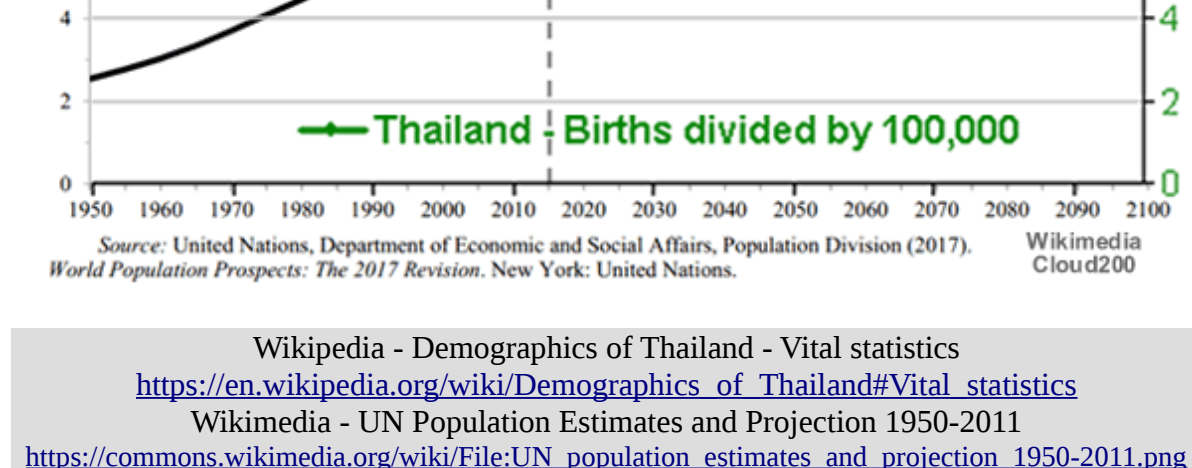 4 4
2 2
Thailand - Births divided by 100,000
0 0
1950 1960 1970 1980 1990 2000 2010 2020 2030 2040 2050 2060 2070 2080 2090 2100
Source: United Nations, Department of Economic and Social Affairs, Population Division (2017).
World Population Prospects: The 2017 Revision. New York: United Nations.
Wikimedia
Cloud200
Wikipedia - Demographics of Thailand - Vital statistics
https://en.wikipedia.org/wiki/Demographics_of_Thailand#Vital_statistics
Wikimedia - UN Population Estimates and Projection 1950-2011
https://commons.wikimedia.org/wiki/File:UN_population_estimates_and_projection_1950-2011.png